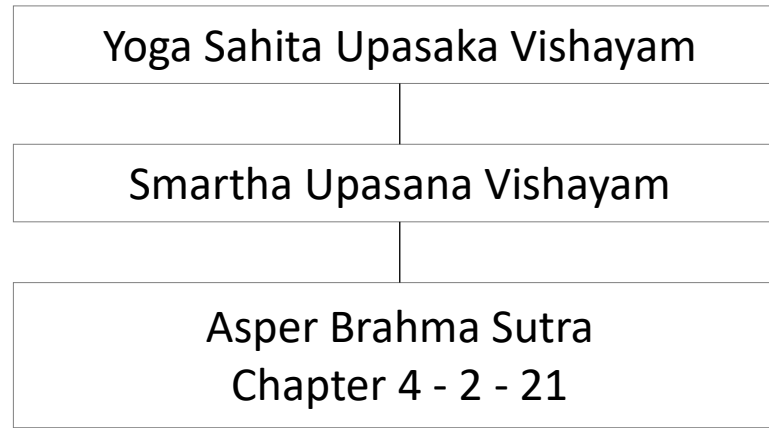 Yoga Sahita Upasaka Vishayam
Smartha Upasana Vishayam
Asper Brahma Sutra
Chapter 4 - 2 - 21